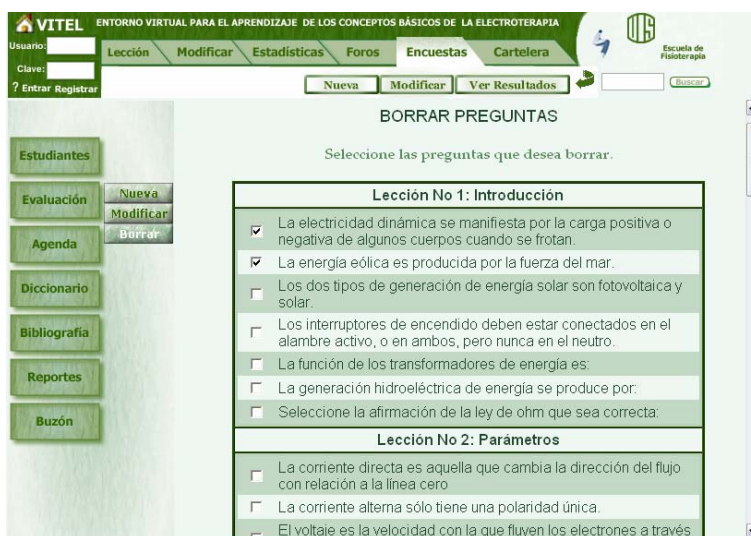 VITEL
ENTORNO VIRTUAL PARA EL APRENDIZAJE DE LOS CONCEPTOS BÁSICOS DE LA ELECTROTERAPIA
Usuario:
Clave:
? Entrar Registrar
Lección Modificar Estadísticas Foros Encuestas Cartelera
UIS
Escuela de
Fisioterapia
Nueva Modificar Ver Resultados
Buscar
BORRAR PREGUNTAS
Seleccione las preguntas que desea borrar.
Estudiantes
Evaluación
Nueva
Modificar
Borrar
Agenda
Diccionario
Bibliografía
Reportes
Buzón
Lección No 1: Introducción
La electricidad dinámica se manifiesta por la carga positiva o
negativa de algunos cuerpos cuando se frotan.
La energía eólica es producida por la fuerza del mar.
Los dos tipos de generación de energía solar son fotovoltaica y
solar.
Los interruptores de encendido deben estar conectados en el
alambre activo, o en ambos, pero nunca en el neutro.
La función de los transformadores de energía es:
La generación hidroeléctrica de energía se produce por:
Seleccione la afirmación de la ley de ohm que sea correcta:
Lección No 2: Parámetros
La corriente directa es aquella que cambia la dirección del flujo
con relación a la línea cero
La corriente alterna sólo tiene una polaridad única.
El voltaje es la velocidad con la que fluyen los electrones a través